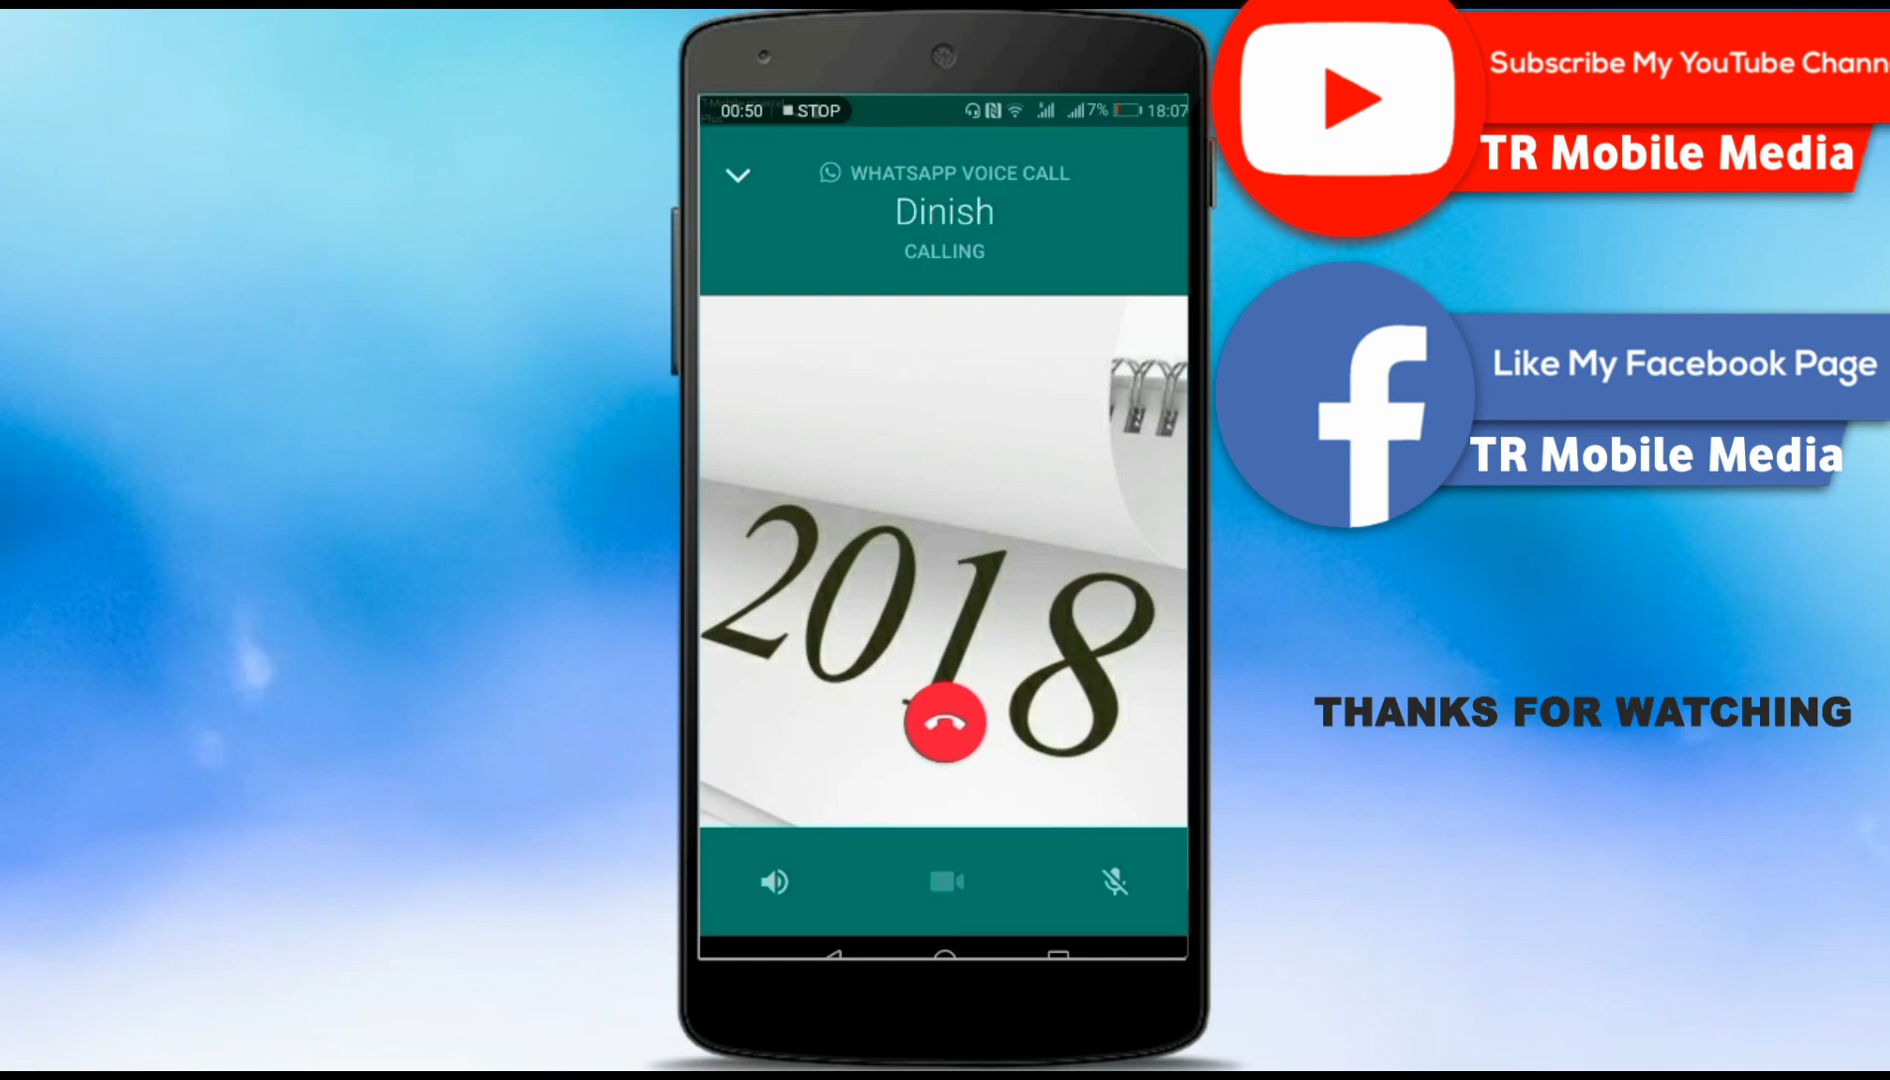 00:50 STOP 7% 18:07
WHATSAPP VOICE CALL
Dinish
CALLING
2018
Subscribe My YouTube Chann
TR Mobile Media
Like My Facebook Page
TR Mobile Media
THANKS FOR WATCHING